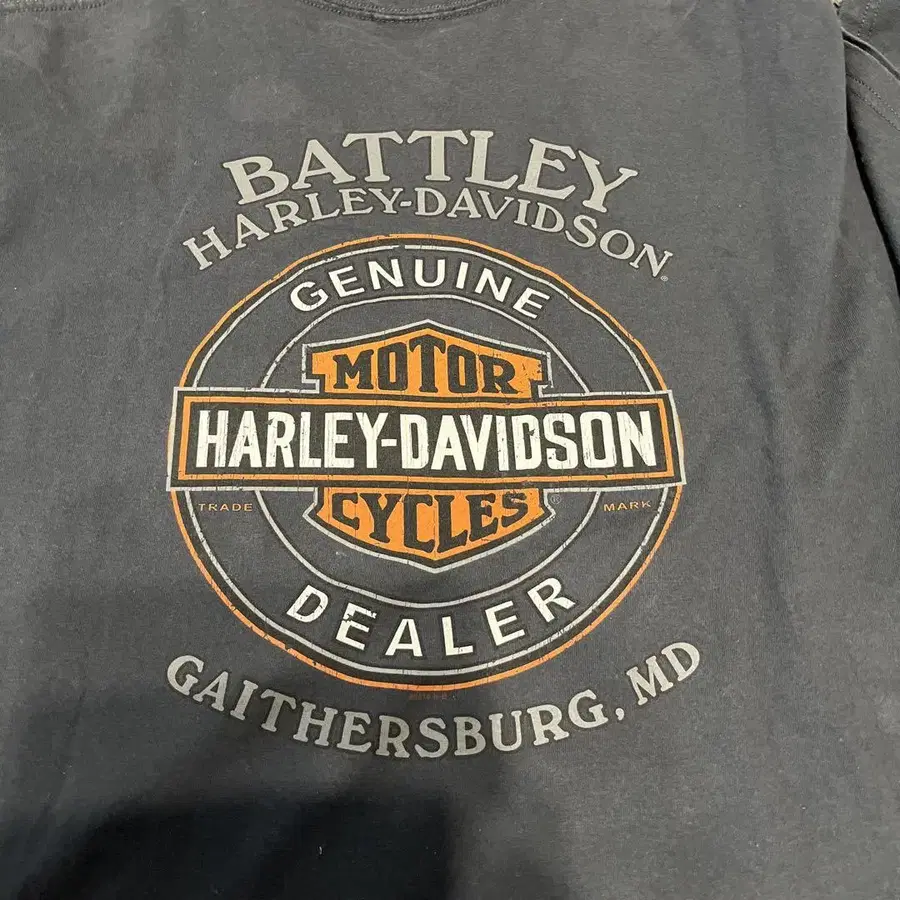 BATTLEY
HARLEY-DAVIDSON
GENUINE
MOTOR
HARLEY-DAVIDSON
TRADE MARK
CYCLES
DEALER
GAITHERSBURG, MD